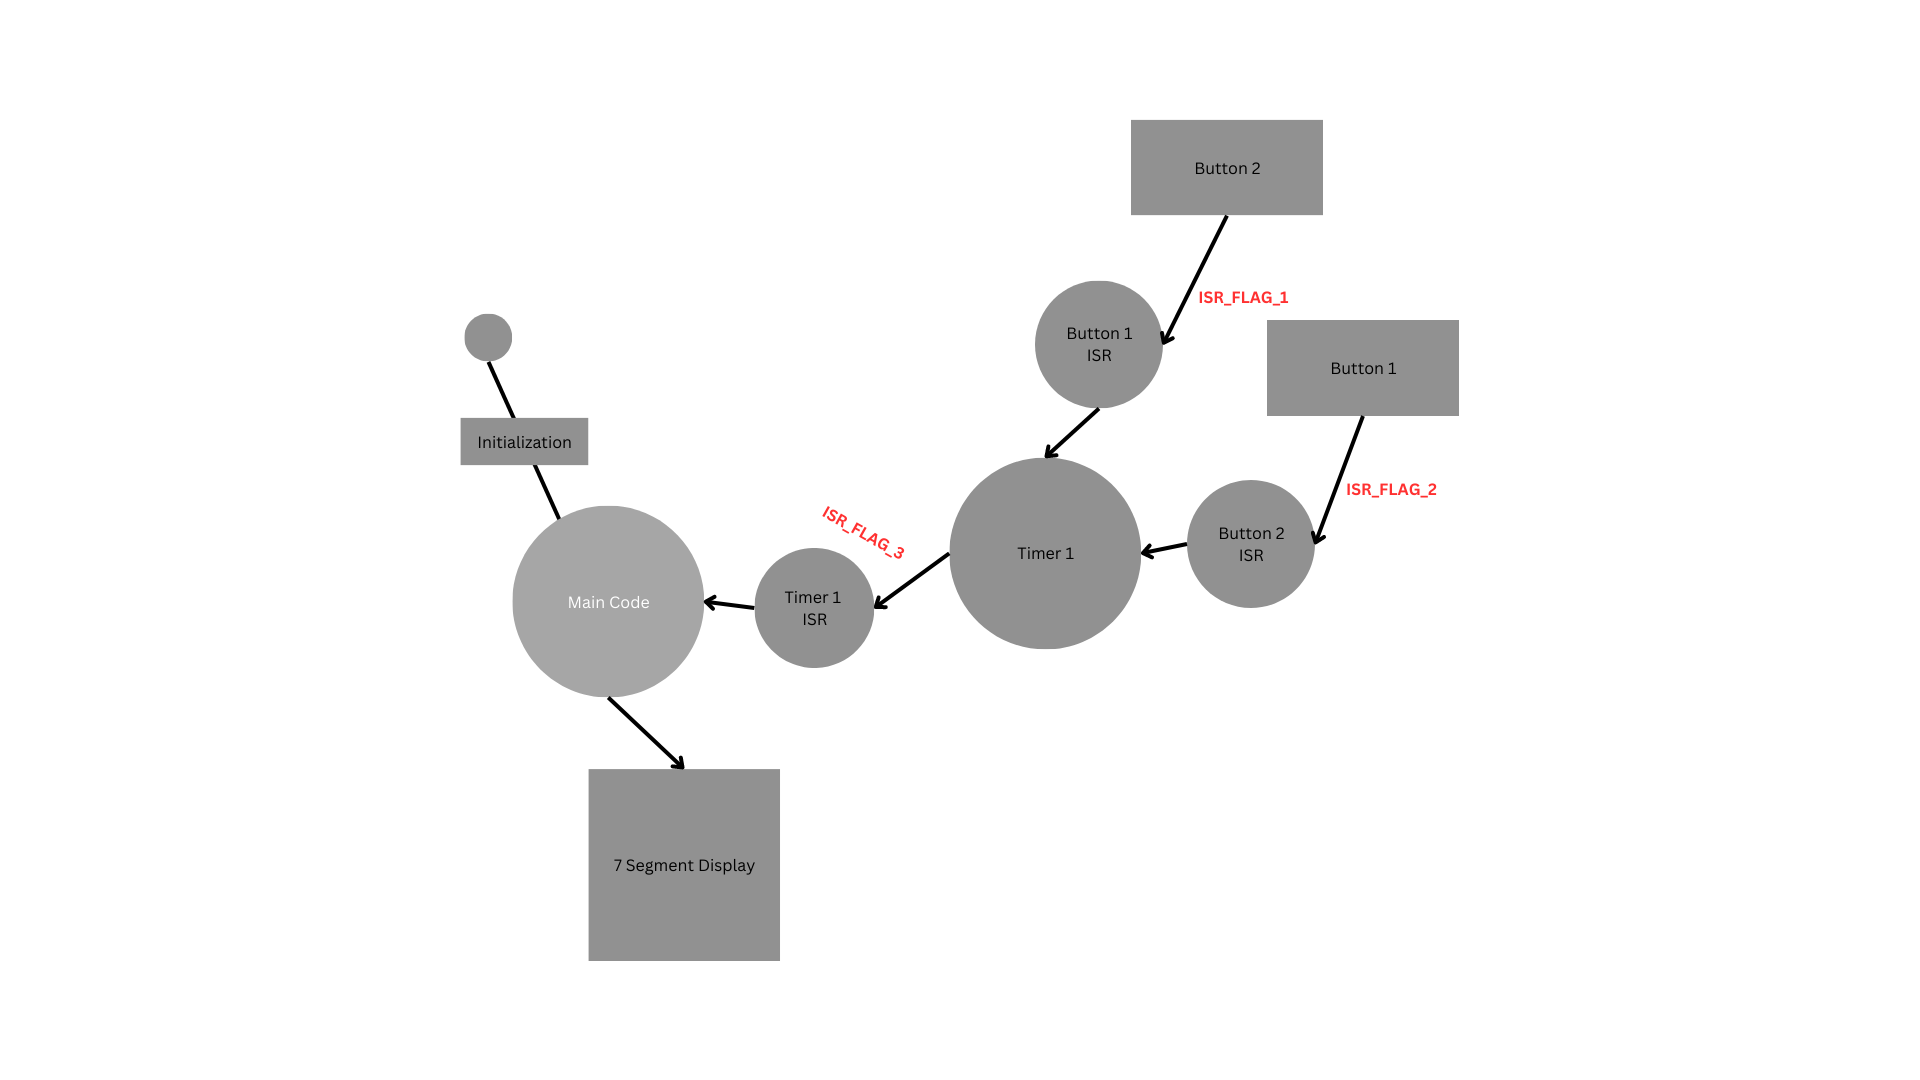 Button 2
ISR_FLAG_1
Button 1
ISR
Button 1
Initialization
ISR_FLAG_2
ISR_FLAG_3
Button 2
ISR
Timer 1
Main Code
Timer 1
ISR
7 Segment Display